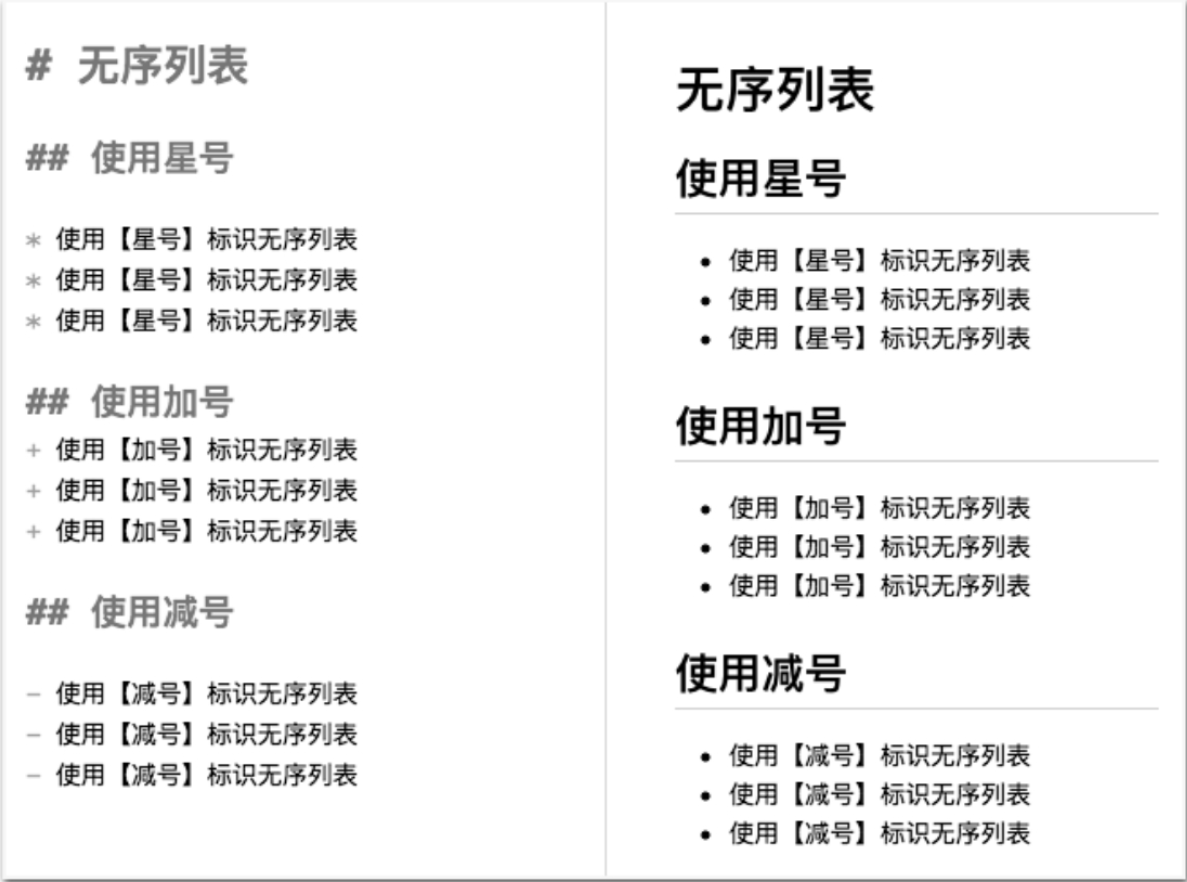 # 无序列表
## 使用星号
* 使用【星号】标识无序列表
* 使用【星号】标识无序列表
* 使用【星号】标识无序列表
## 使用加号
+ 使用【加号】标识无序列表
+ 使用【加号】标识无序列表
+ 使用【加号】标识无序列表
## 使用减号
- 使用【减号】标识无序列表
- 使用【减号】标识无序列表
- 使用【减号】标识无序列表
无序列表
使用星号
• 使用【星号】标识无序列表
• 使用【星号】标识无序列表
• 使用【星号】标识无序列表
使用加号
• 使用【加号】标识无序列表
• 使用【加号】标识无序列表
• 使用【加号】标识无序列表
使用减号
• 使用【减号】标识无序列表
• 使用【减号】标识无序列表
• 使用【减号】标识无序列表